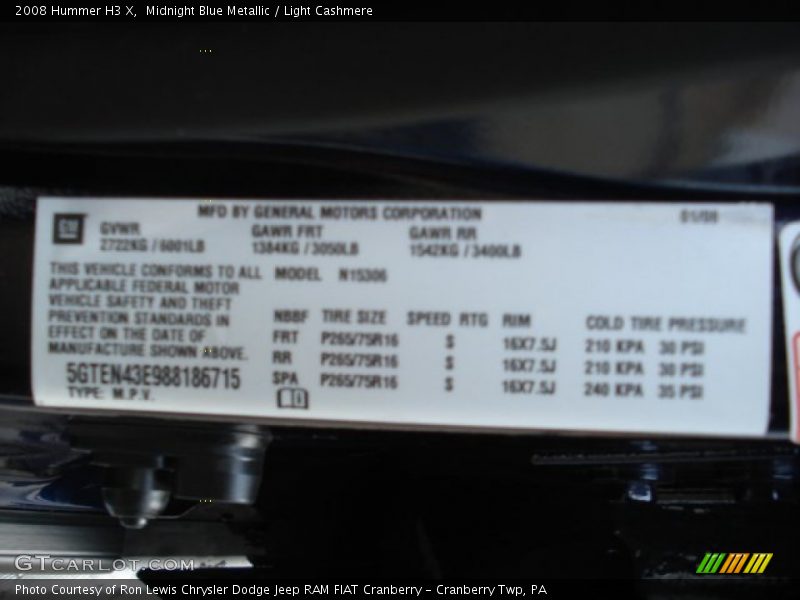 2008 Hummer H3 X,  Midnight Blue Metallic / Light Cashmere
MFD BY GENERAL MOTORS CORPORATION 01/08
GM GVWR GAWR FRT GAWR RR
2722KG / 6001LB 1384KG / 3050LB 1542KG / 3400LB
THIS VEHICLE CONFORMS TO ALL MODEL N15306
APPLICABLE FEDERAL MOTOR
VEHICLE SAFETY AND THEFT
PREVENTION STANDARDS IN
EFFECT ON THE DATE OF
MANUFACTURE SHOWN ABOVE.
5GTEN43E988186715
TYPE: M.P.V.
TIRE SIZE SPEED RTG RIM COLD TIRE PRESSURE
FRT P265/75R16 S 16X7.5J 210 KPA 30 PSI
RR P265/75R16 S 16X7.5J 210 KPA 30 PSI
SPA P265/75R16 S 16X7.5J 240 KPA 35 PSI
GTCARLOT.COM
Photo Courtesy of Ron Lewis Chrysler Dodge Jeep RAM FIAT Cranberry - Cranberry Twp, PA